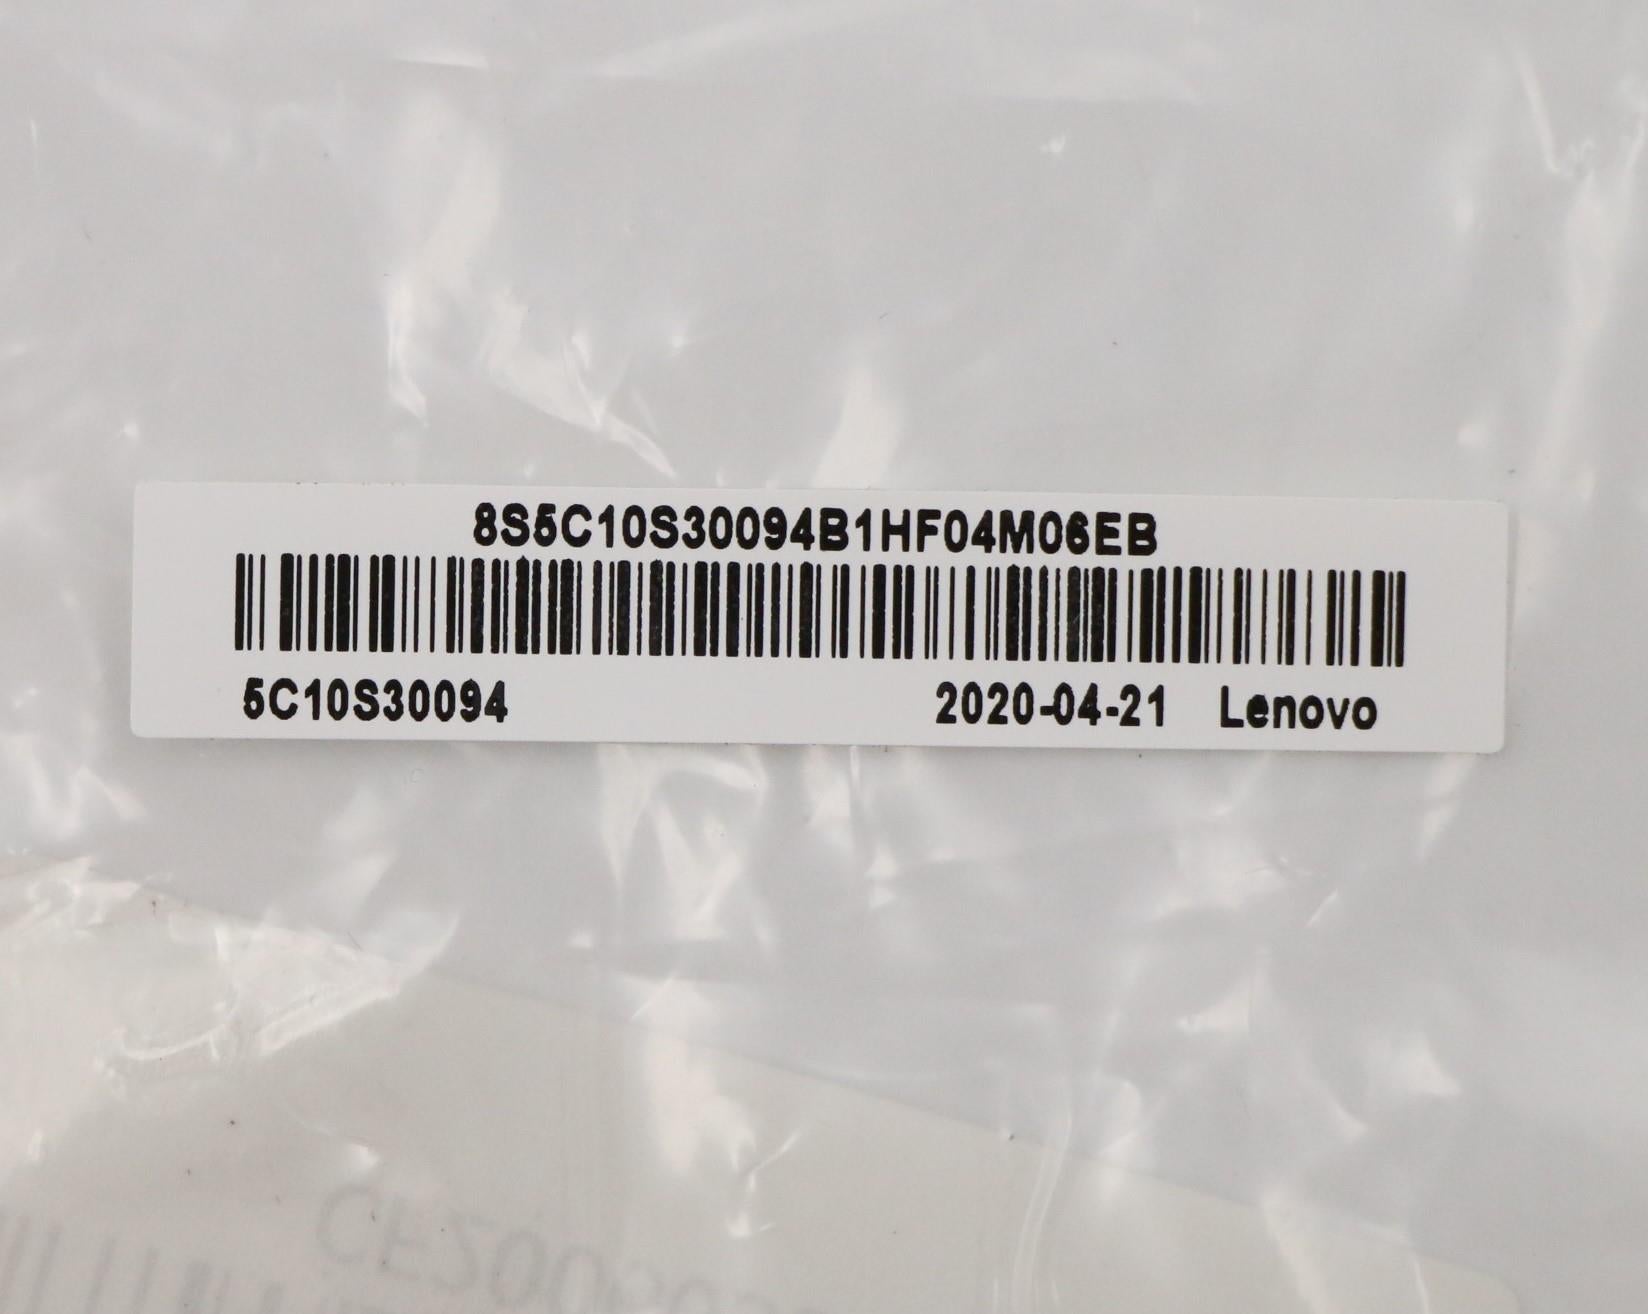 8S5C10S30094B1HF04M06EB
5C10S30094 2020-04-21 Lenovo